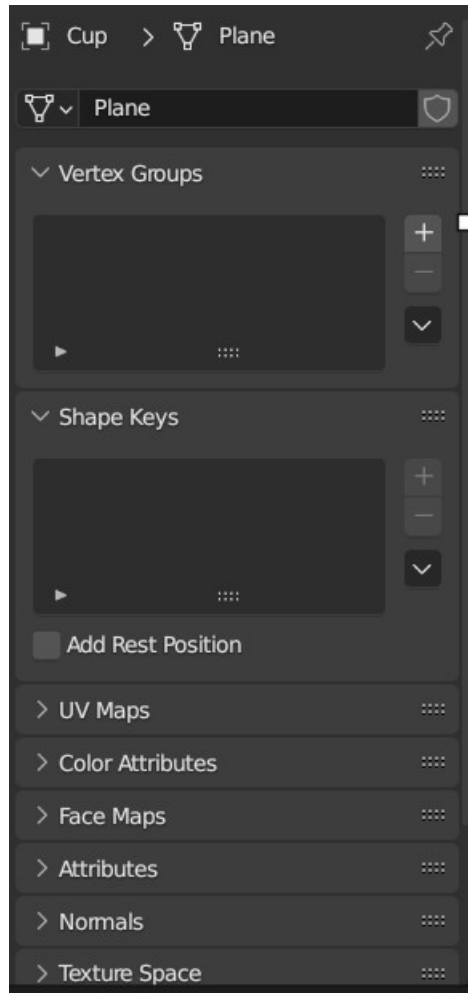 Cup > Plane
Plane
Vertex Groups
Shape Keys
Add Rest Position
UV Maps
Color Attributes
Face Maps
Attributes
Normals
Texture Space